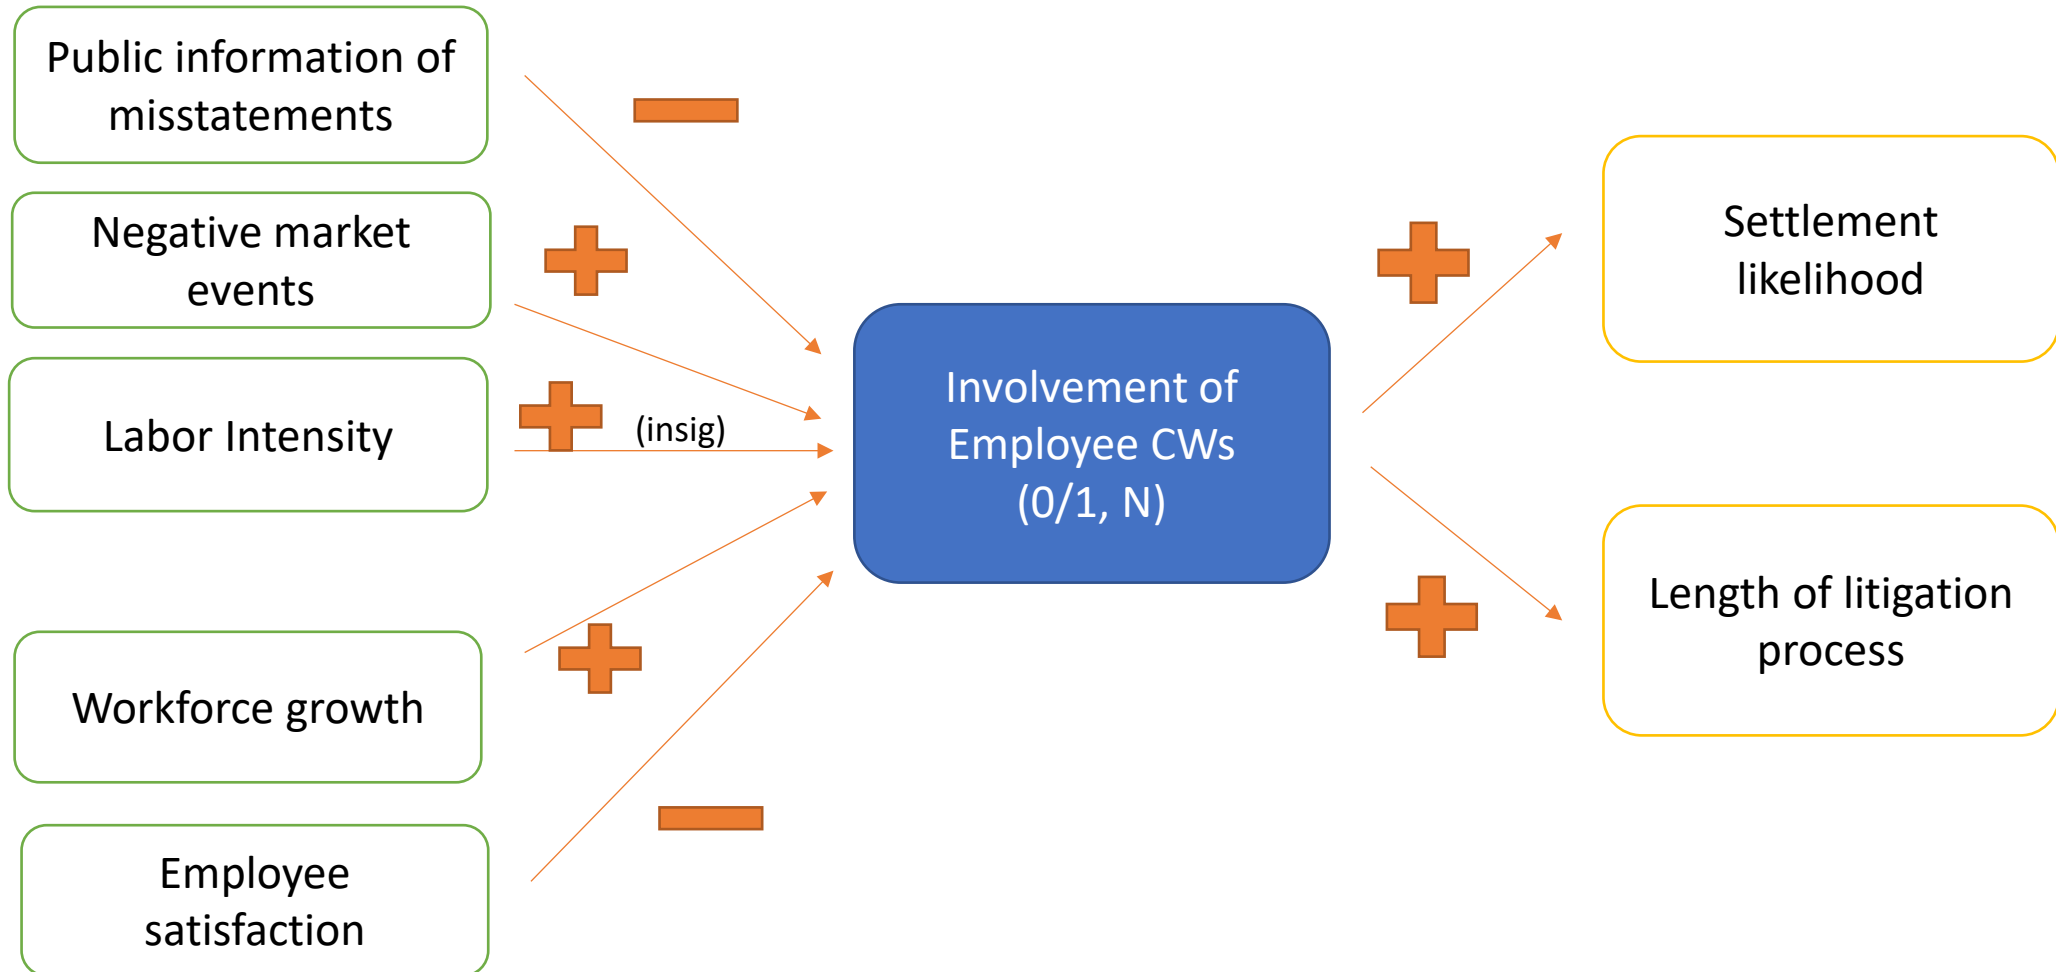 Public information of
misstatements
Negative market
events
Labor Intensity
(insig)
Workforce growth
Employee
satisfaction
Involvement of
Employee CWs
(0/1, N)
Settlement
likelihood
Length of litigation
process